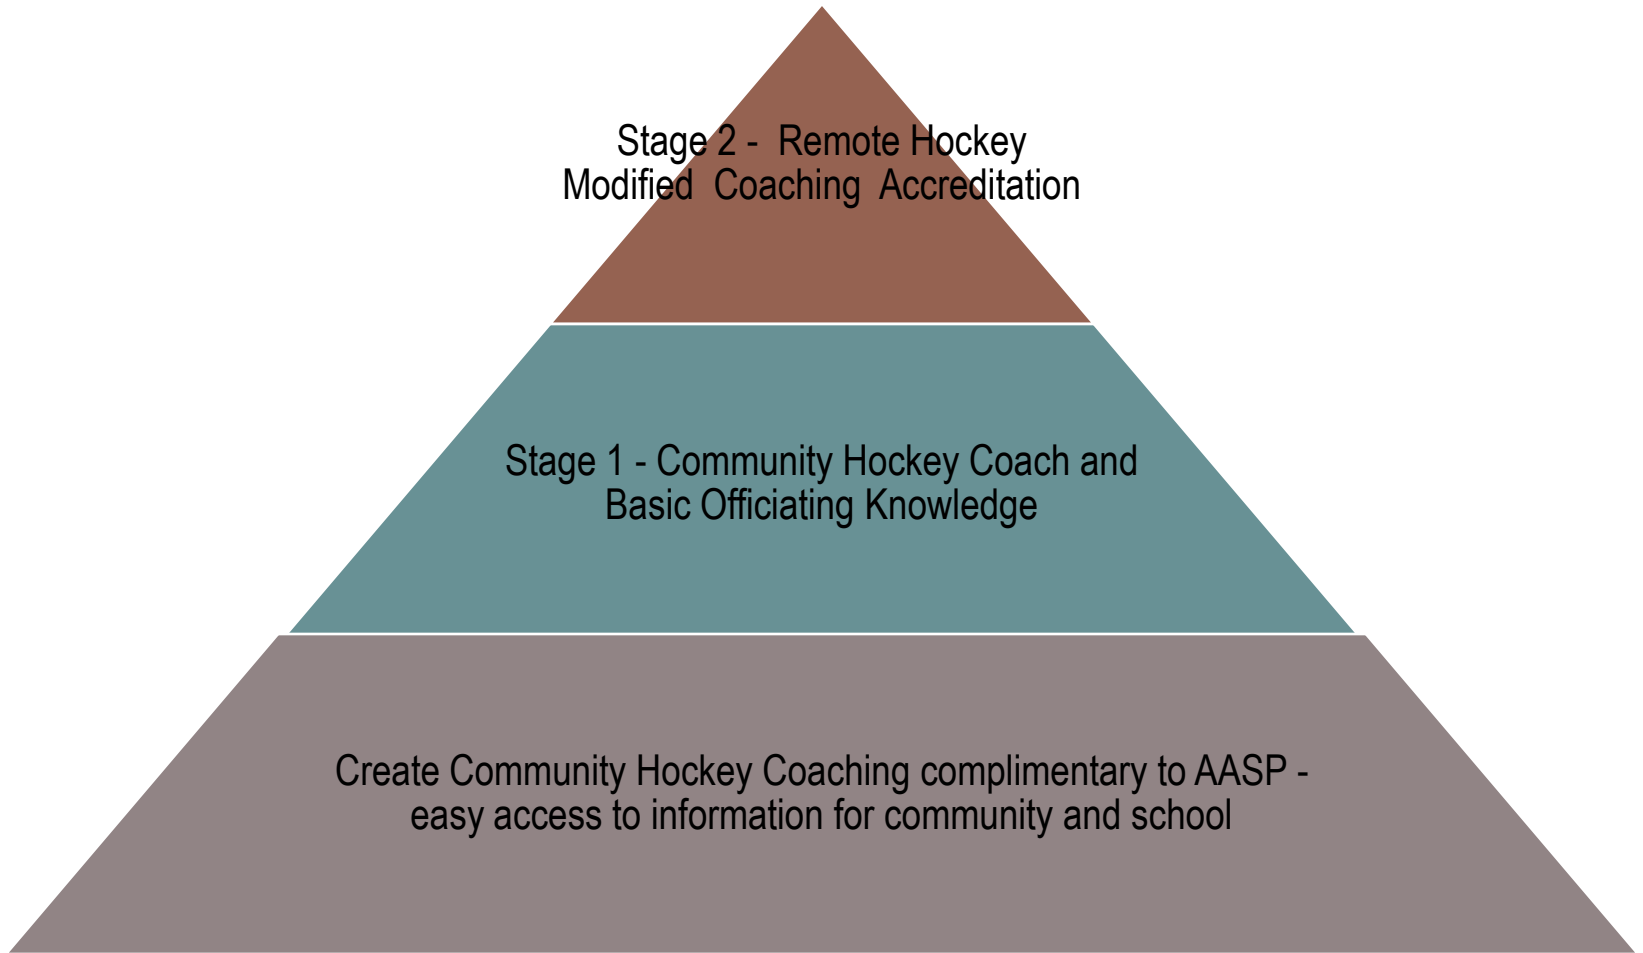 Stage 2 -  Remote Hockey
Modified  Coaching  Accreditation
Stage 1 - Community Hockey Coach and
Basic Officiating Knowledge
Create Community Hockey Coaching complimentary to AASP -
easy access to information for community and school